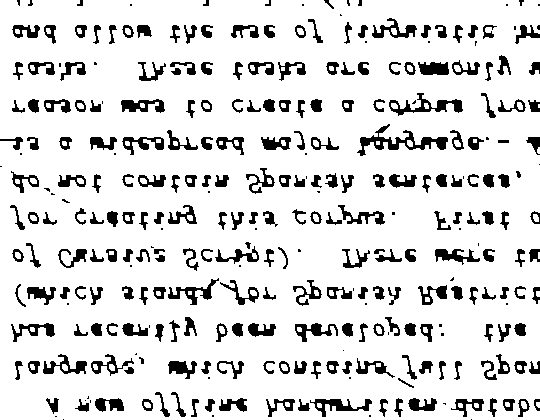 A new offline handwritten databa
language, which contains full Span
has recently been developed: the
(which stands for Spanish Restrict
of Cursive Script). There were tw
for creating this corpus. First o
do not contain Spanish sentences,
is a widespread major language.
reason was to create a corpus from
tasks. These tasks are commonly u
and allow the use of linguistic in